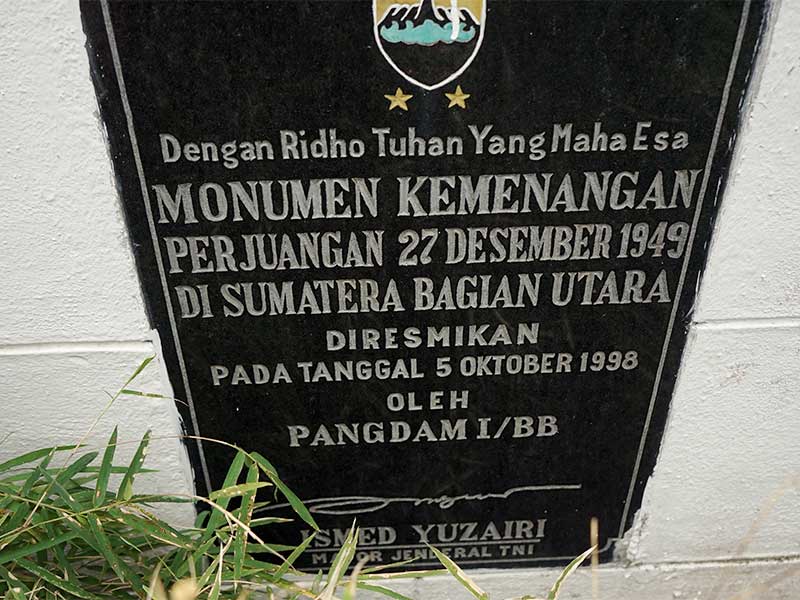 Dengan Ridho Tuhan Yang Maha Esa
MONUMEN KEMENANGAN
PERJUANGAN 27 DESEMBER 1949
DI SUMATERA BAGIAN UTARA
DIRESMIKAN
PADA TANGGAL 5 OKTOBER 1998
OLEH
PANGDAM I/BB
ISMED YUZAIRI
MAYOR JENDERAL TNI